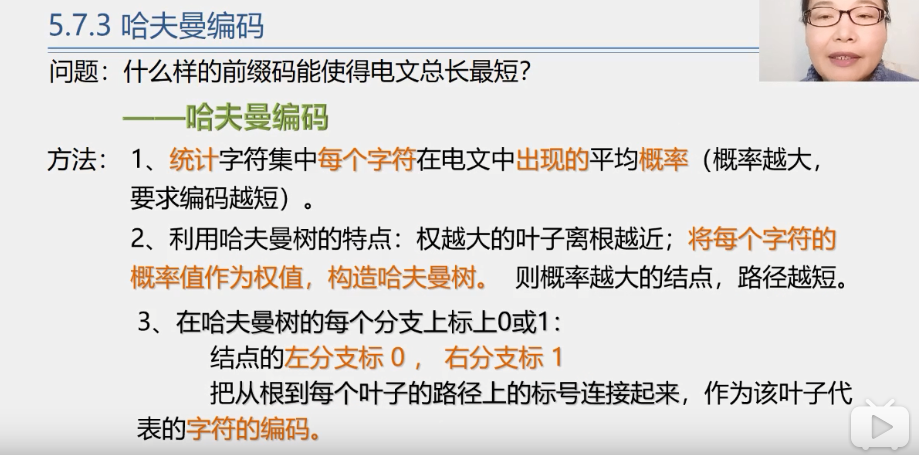 5.7.3 哈夫曼编码
问题：什么样的前缀码能使得电文总长最短？
——哈夫曼编码
方法： 1、统计字符集中每个字符在电文中出现的平均概率（概率越大，
要求编码越短）。
2、利用哈夫曼树的特点：权越大的叶子离根越近；将每个字符的
概率值作为权值，构造哈夫曼树。 则概率越大的结点，路径越短。
3、在哈夫曼树的每个分支上标上0或1：
结点的左分支标 0 ， 右分支标 1
把从根到每个叶子的路径上的标号连接起来，作为该叶子代
表的字符的编码。